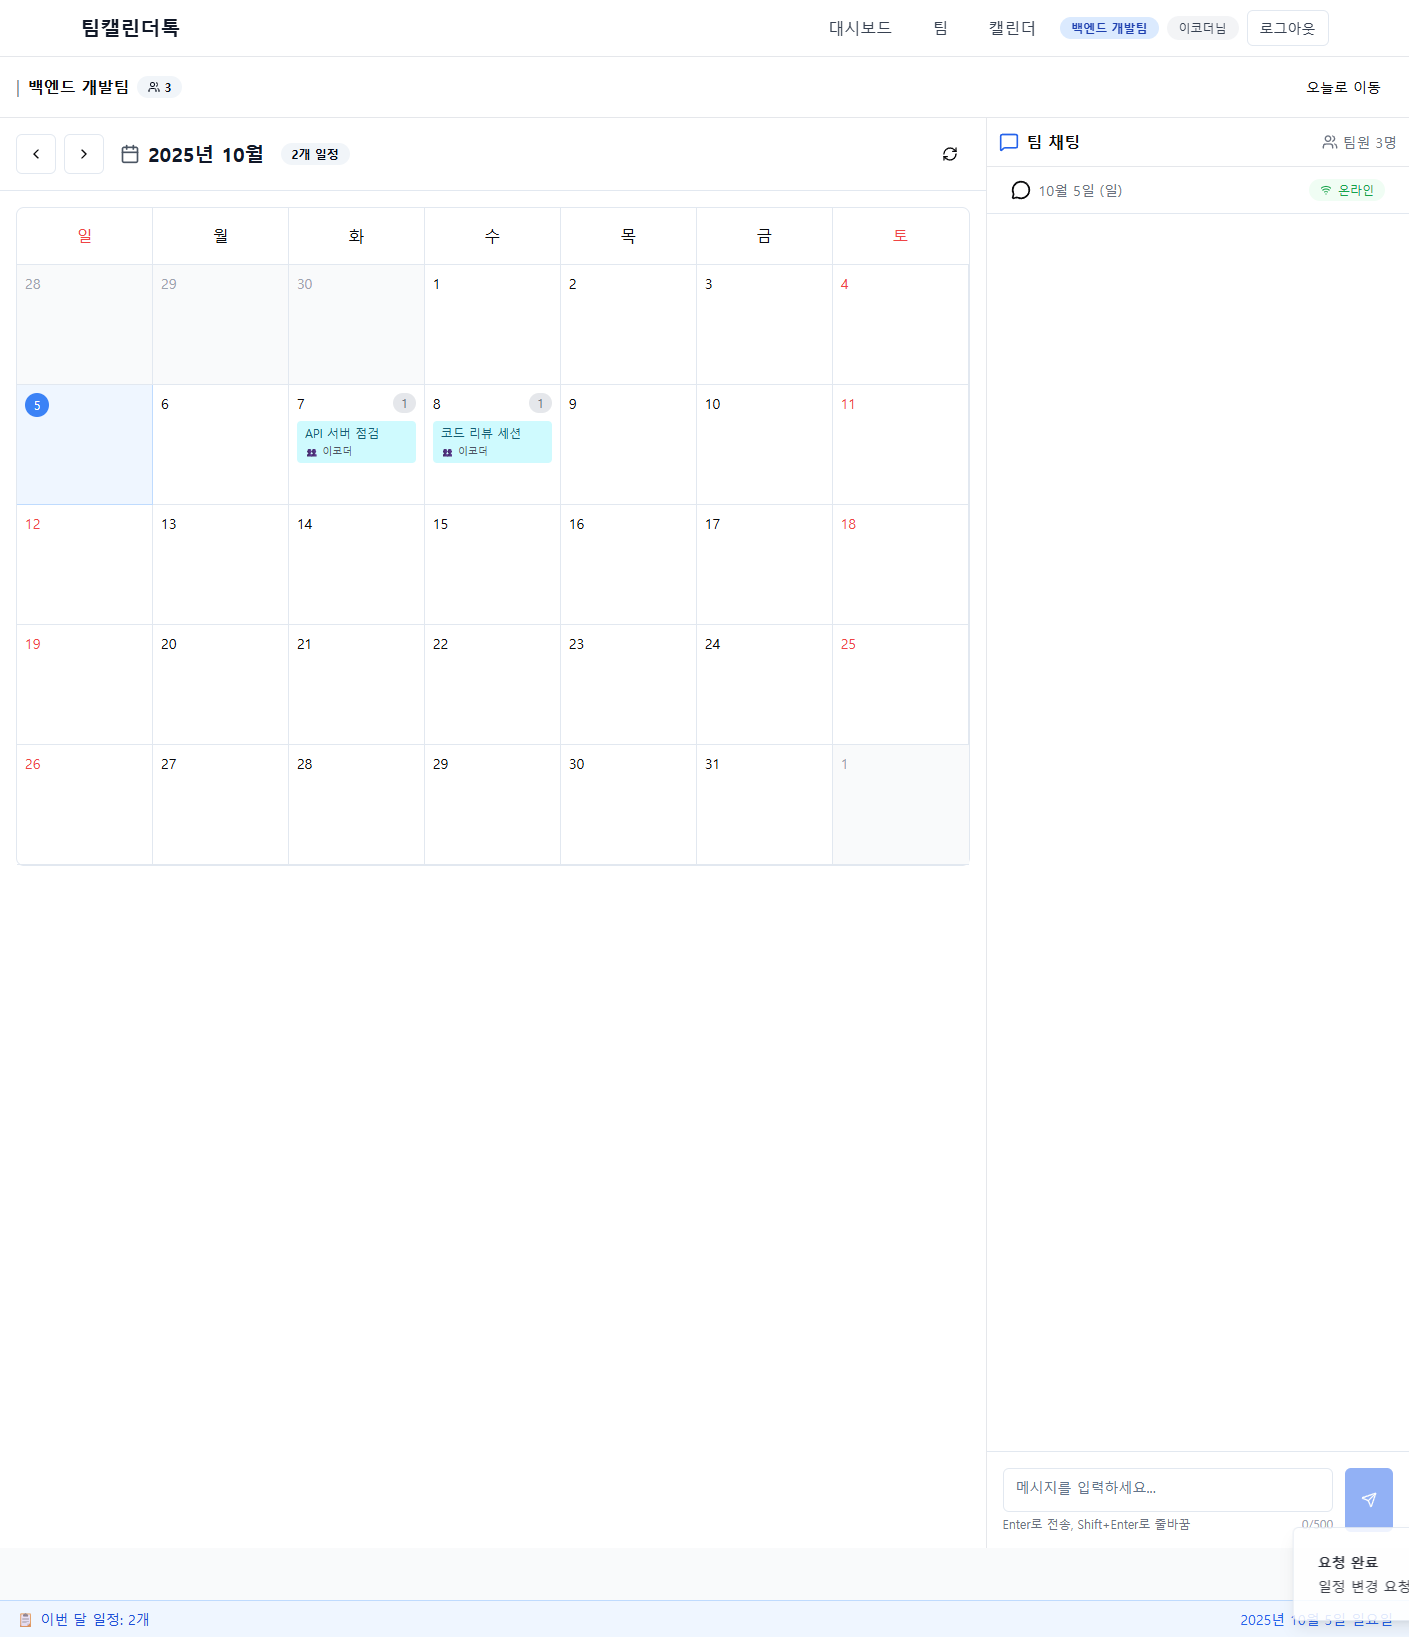 팀캘린더톡
대시보드 팀 캘린더 백엔드 개발팀 이코더님 로그아웃
백엔드 개발팀 3 오늘로 이동
2025년 10월 2개 일정
일 월 화 수 목 금 토
28 29 30 1 2 3 4
5 6 7 1 8 1 9 10 11
API 서버 점검 코드 리뷰 세션
이코더 이코더
12 13 14 15 16 17 18
19 20 21 22 23 24 25
26 27 28 29 30 31 1
팀 채팅 팀원 3명
10월 5일 (일) 온라인
메시지를 입력하세요...
Enter로 전송, Shift+Enter로 줄바꿈 0/500
요청 완료
일정 변경 요청
이번 달 일정: 2개 2025년 10월 5일 일요일